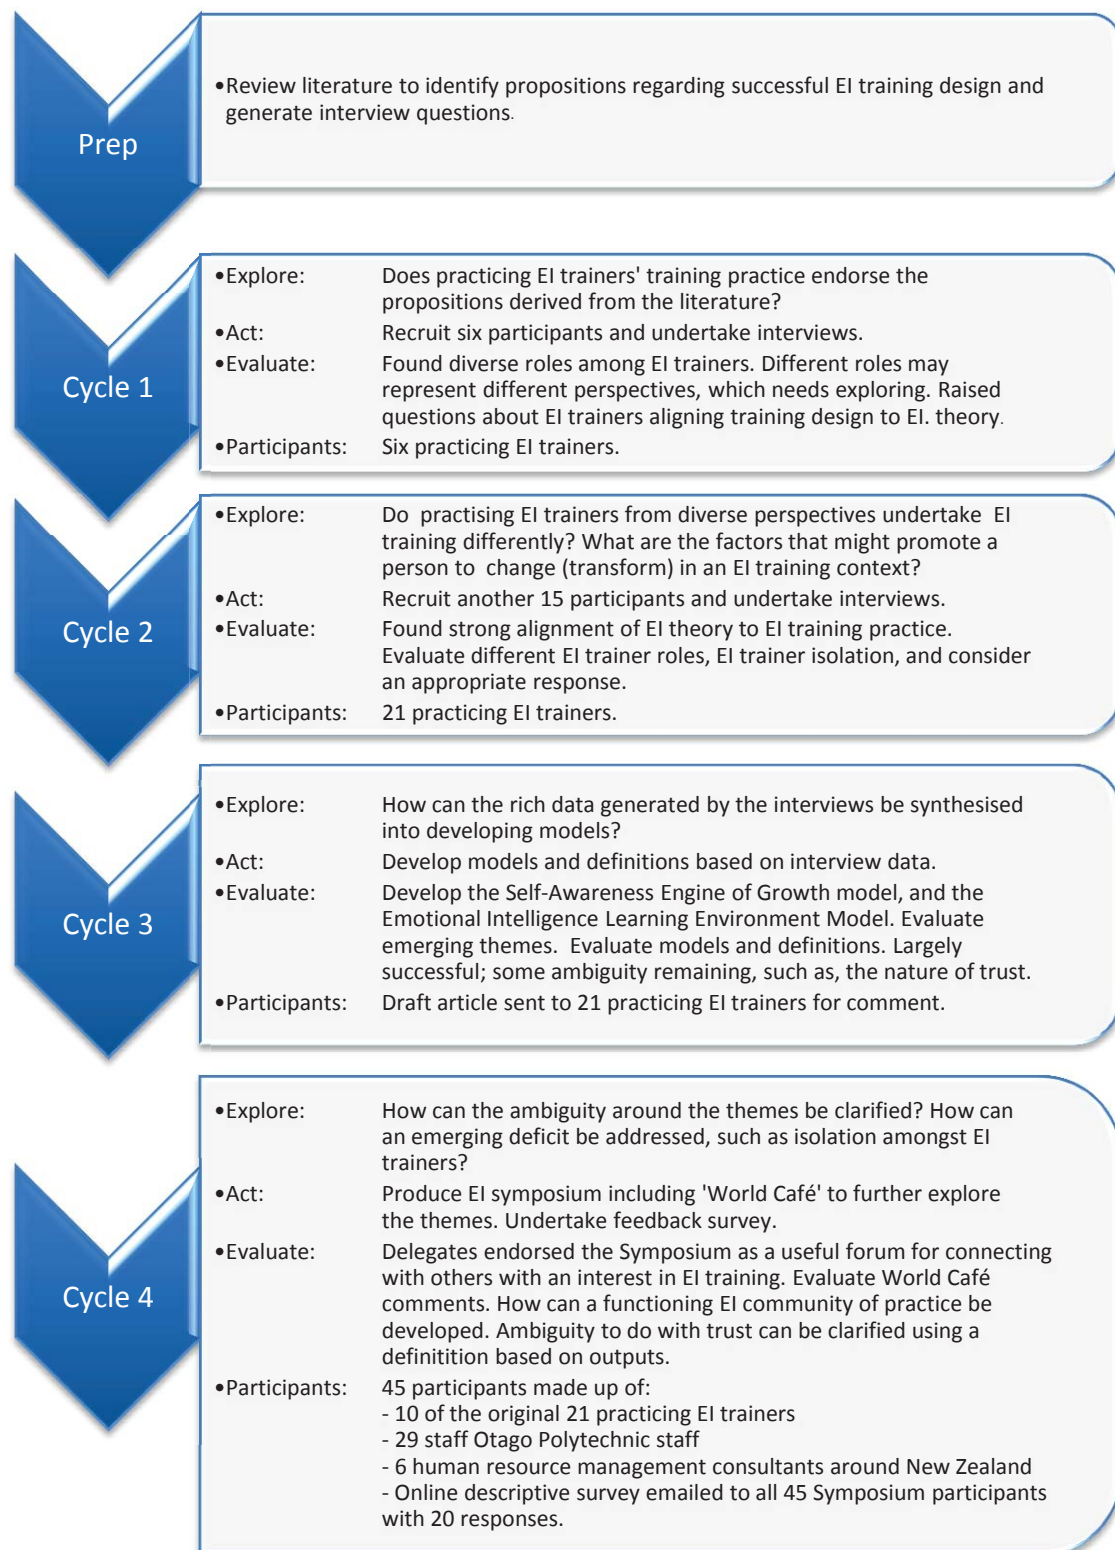 Prep
•Review literature to identify propositions regarding successful EI training design and
generate interview questions.
Cycle 1
•Explore: Does practicing EI trainers' training practice endorse the
propositions derived from the literature?
•Act: Recruit six participants and undertake interviews.
•Evaluate: Found diverse roles among EI trainers. Different roles may
represent different perspectives, which needs exploring. Raised
questions about EI trainers aligning training design to EI. theory.
•Participants: Six practicing EI trainers.
Cycle 2
•Explore: Do practising EI trainers from diverse perspectives undertake EI
training differently? What are the factors that might promote a
person to change (transform) in an EI training context?
•Act: Recruit another 15 participants and undertake interviews.
•Evaluate: Found strong alignment of EI theory to EI training practice.
Evaluate different EI trainer roles, EI trainer isolation, and consider
an appropriate response.
•Participants: 21 practicing EI trainers.
Cycle 3
•Explore: How can the rich data generated by the interviews be synthesised
into developing models?
•Act: Develop models and definitions based on interview data.
•Evaluate: Develop the Self-Awareness Engine of Growth model, and the
Emotional Intelligence Learning Environment Model. Evaluate
emerging themes. Evaluate models and definitions. Largely
successful; some ambiguity remaining, such as, the nature of trust.
•Participants: Draft article sent to 21 practicing EI trainers for comment.
Cycle 4
•Explore: How can the ambiguity around the themes be clarified? How can
an emerging deficit be addressed, such as isolation amongst EI
trainers?
•Act: Produce EI symposium including 'World Café' to further explore
the themes. Undertake feedback survey.
•Evaluate: Delegates endorsed the Symposium as a useful forum for connecting
with others with an interest in EI training. Evaluate World Café
comments. How can a functioning EI community of practice be
developed. Ambiguity to do with trust can be clarified using a
definitition based on outputs.
•Participants: 45 participants made up of:
- 10 of the original 21 practicing EI trainers
- 29 staff Otago Polytechnic staff
- 6 human resource management consultants around New Zealand
- Online descriptive survey emailed to all 45 Symposium participants
with 20 responses.